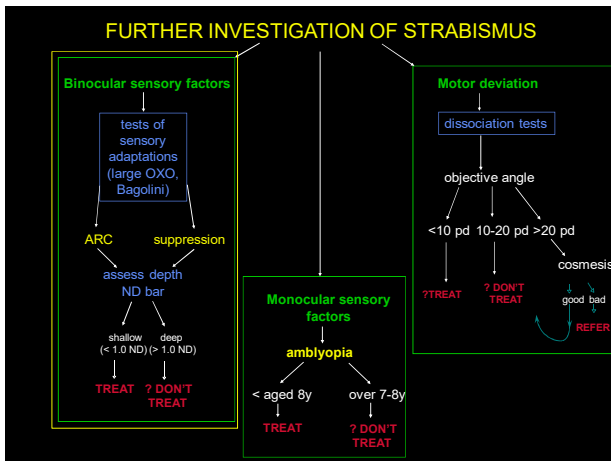 FURTHER INVESTIGATION OF STRABISMUS
Binocular sensory factors
tests of
sensory
adaptations
(large OXO,
Bagolini)
ARC
suppression
assess depth
ND bar
shallow
(< 1.0 ND)
deep
(> 1.0 ND)
TREAT
? DON'T
TREAT
Monocular sensory
factors
amblyopia
< aged 8y
over 7-8y
TREAT
? DON'T
TREAT
Motor deviation
dissociation tests
objective angle
<10 pd
10-20 pd
>20 pd
?TREAT
? DON'T
TREAT
cosmesis
good
bad
REFER